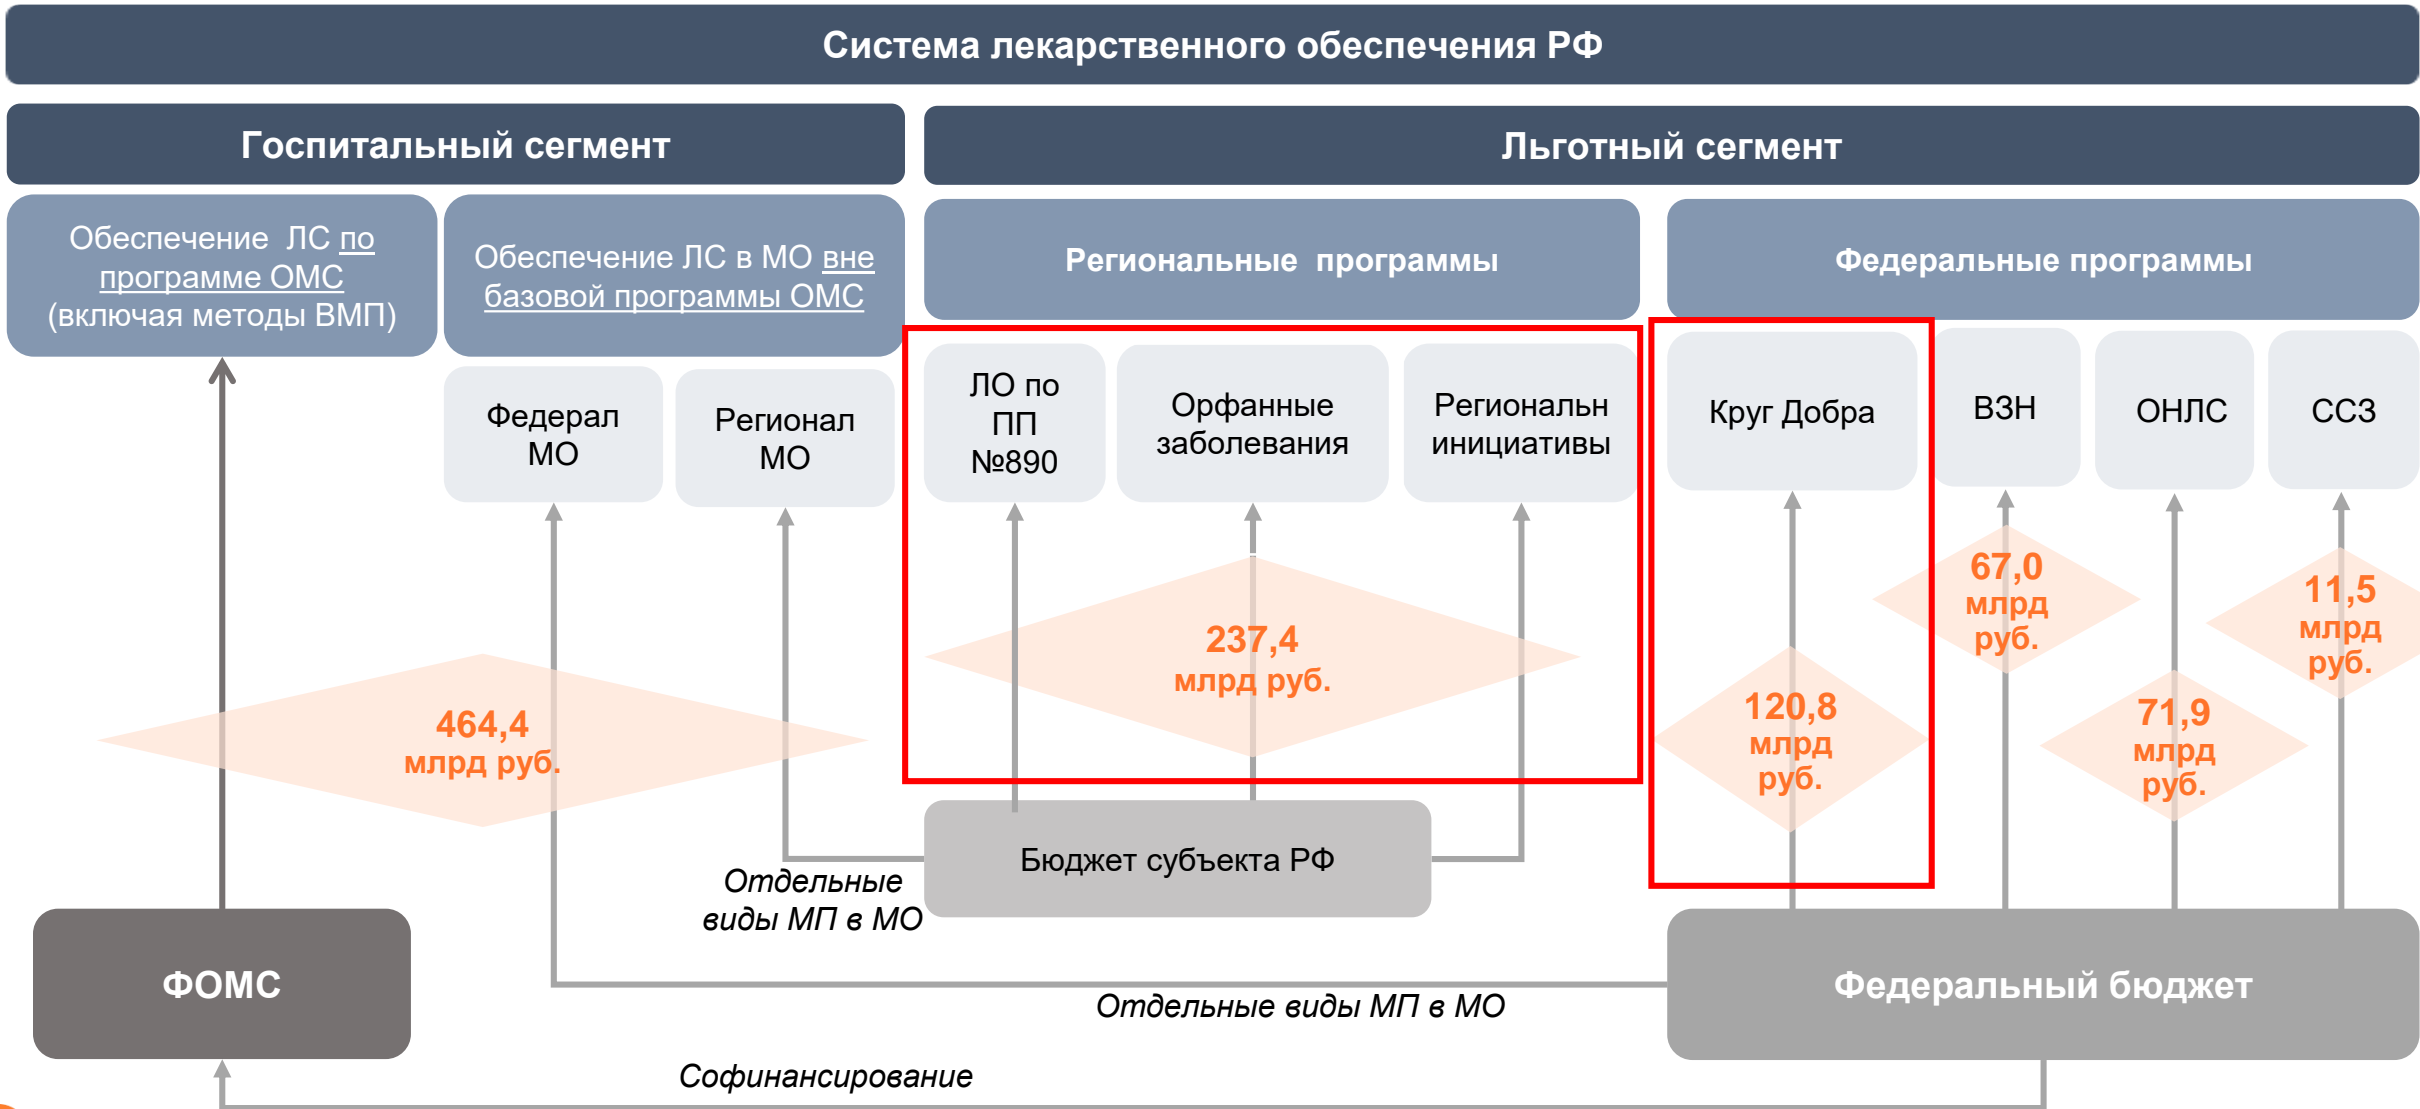 Система лекарственного обеспечения РФ
Госпитальный сегмент
Льготный сегмент
Обеспечение ЛС по
программе ОМС
(включая методы ВМП)
Обеспечение ЛС в МО вне
базовой программы ОМС
Региональные программы
Федеральные программы
Федерал
МО
Регионал
МО
ЛО по
ПП
№890
Орфанные
заболевания
Региональн
инициативы
Круг Добра
ВЗН
ОНЛС
ССЗ
464,4
млрд руб.
237,4
млрд руб.
120,8
млрд
руб.
67,0
млрд
руб.
71,9
млрд
руб.
11,5
млрд
руб.
Бюджет субъекта РФ
Отдельные
виды МП в МО
ФОМС
Федеральный бюджет
Отдельные виды МП в МО
Софинансирование